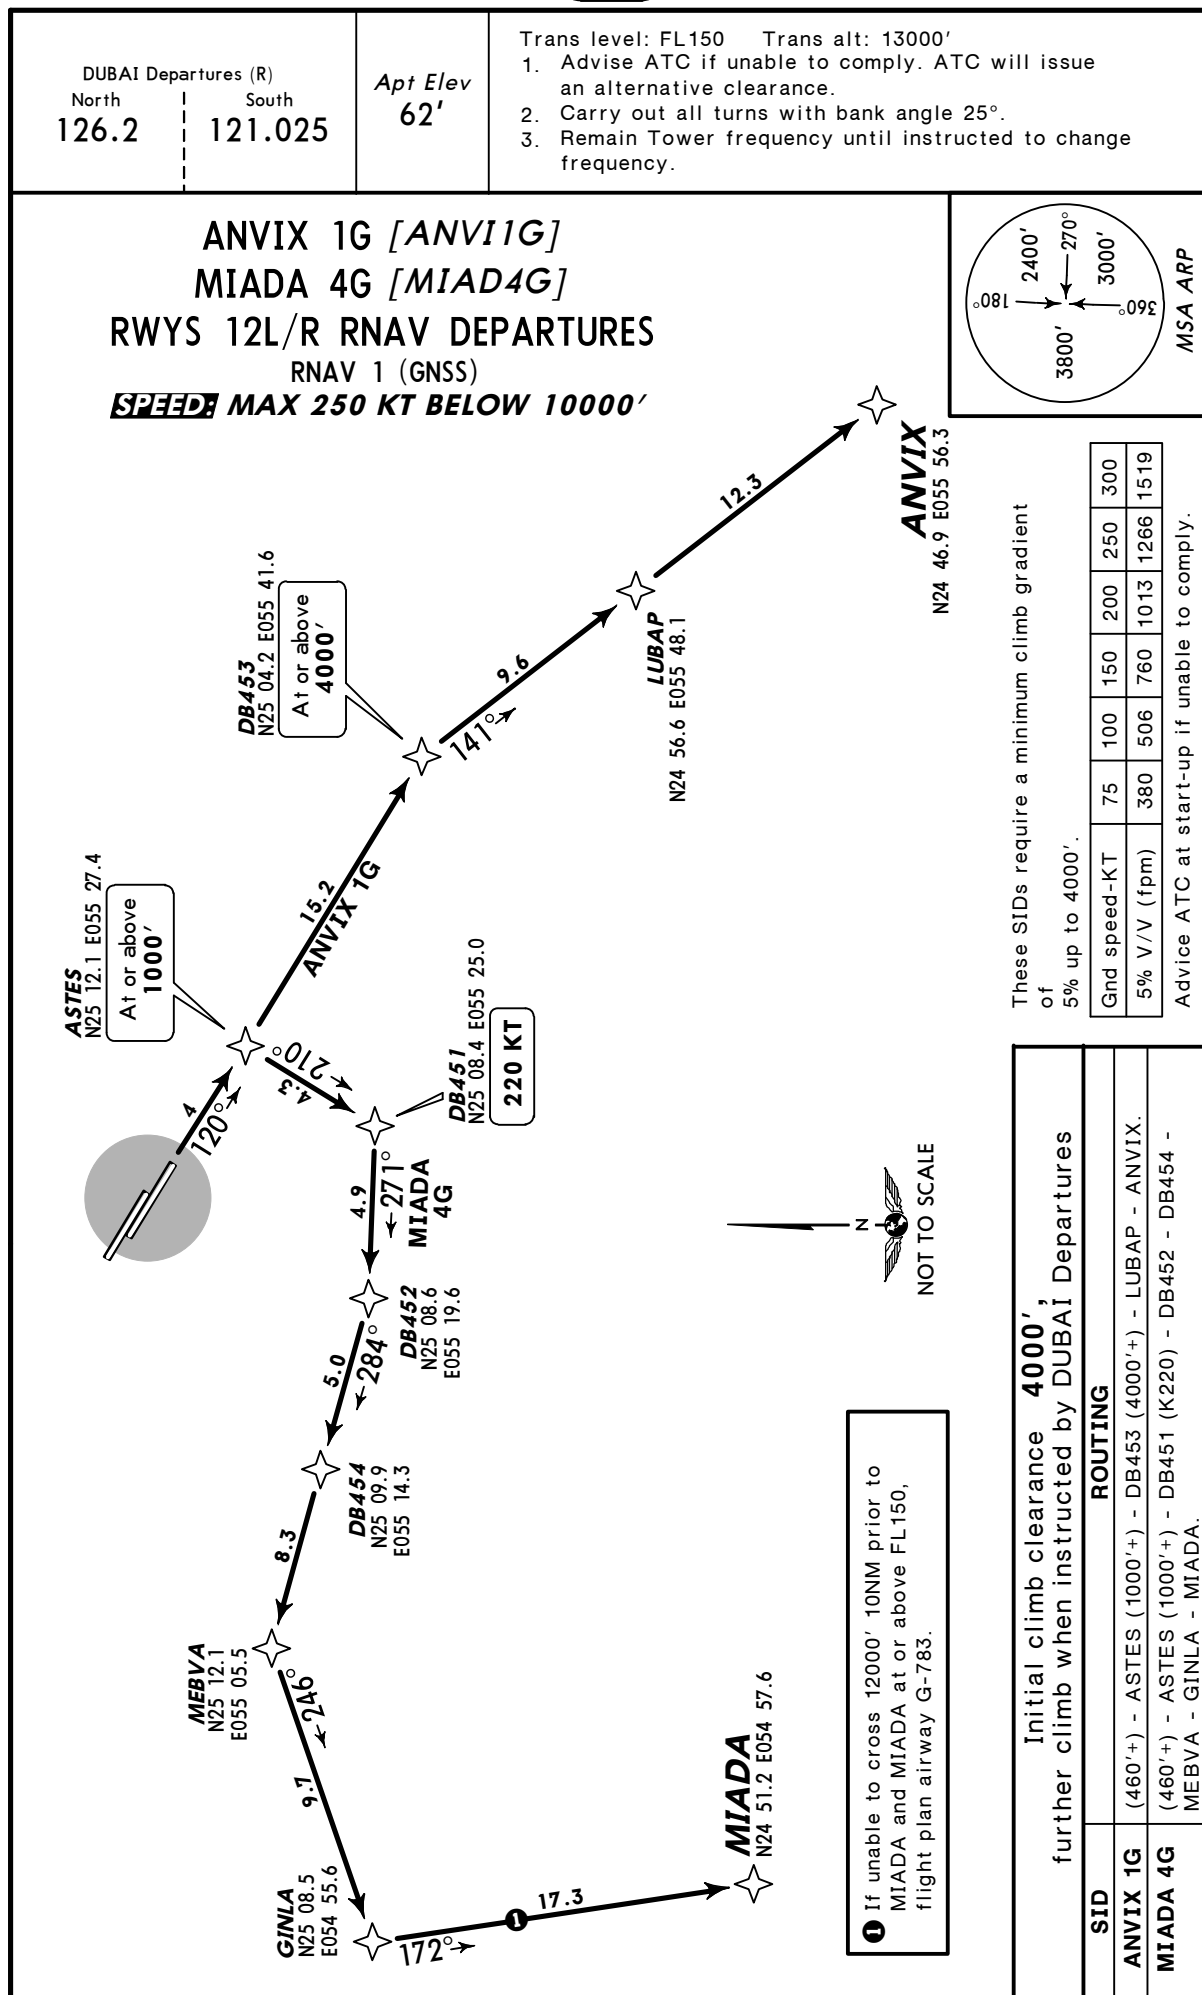 DUBAI Departures (R)
North
South
126.2
121.025
Apt Elev
62'
Trans level: FL150 Trans alt: 13000'
1. Advise ATC if unable to comply. ATC will issue
an alternative clearance.
2. Carry out all turns with bank angle 25°.
3. Remain Tower frequency until instructed to change
frequency.
ANVIX 1G [ANVI1G]
MIADA 4G [MIAD4G]
RWYS 12L/R RNAV DEPARTURES
RNAV 1 (GNSS)
SPEED: MAX 250 KT BELOW 10000'
180°
2400'
270°
3000'
360°
3800'
MSA ARP
ANVIX
N24 46.9 E055 56.3
12.3
LUBAP
N24 56.6 E055 48.1
9.6
141°
DB453
N25 04.2 E055 41.6
At or above
4000'
15.2
ANVIX 1G
ASTES
N25 12.1 E055 27.4
At or above
1000'
4
120°
210°
4.3
DB451
N25 08.4 E055 25.0
220 KT
4.9
271°
MIADA
4G
DB452
N25 08.6
E055 19.6
5.0
284°
DB454
N25 09.9
E055 14.3
8.3
MEBVA
N25 12.1
E055 05.5
246°
9.7
GINLA
N25 08.5
E054 55.6
172°
1
17.3
MIADA
N24 51.2 E054 57.6
N
NOT TO SCALE
1 If unable to cross 12000' 10NM prior to
MIADA and MIADA at or above FL150,
flight plan airway G-783.
These SIDs require a minimum climb gradient
of
5% up to 4000'.
Gnd speed-KT 75 100 150 200 250 300
5% V/V (fpm) 380 506 760 1013 1266 1519
Advice ATC at start-up if unable to comply.
Initial climb clearance 4000',
further climb when instructed by DUBAI Departures
SID ROUTING
ANVIX 1G (460'+) - ASTES (1000'+) - DB453 (4000'+) - LUBAP - ANVIX.
MIADA 4G (460'+) - ASTES (1000'+) - DB451 (K220) - DB452 - DB454 -
MEBVA - GINLA - MIADA.